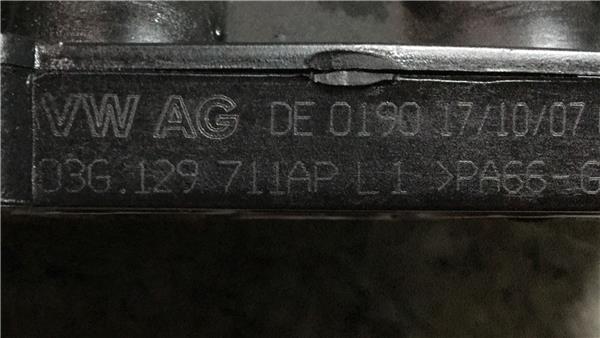 VW AG DE 0190 17/10/07
03G.129 711AP L 1 >PA66-G